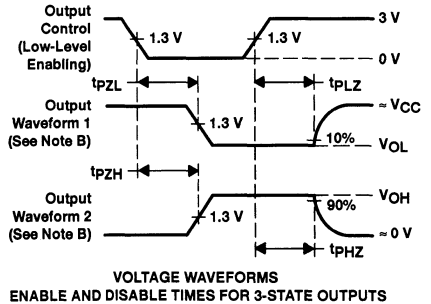 Output
Control
(Low-Level
Enabling)
1.3 V
1.3 V
3 V
0 V
tPZL
tPLZ
Output
Waveform 1
(See Note B)
1.3 V
10%
≈ VCC
VOL
tPZH
Output
Waveform 2
(See Note B)
1.3 V
90%
VOH
≈ 0 V
tPHZ
VOLTAGE WAVEFORMS
ENABLE AND DISABLE TIMES FOR 3-STATE OUTPUTS